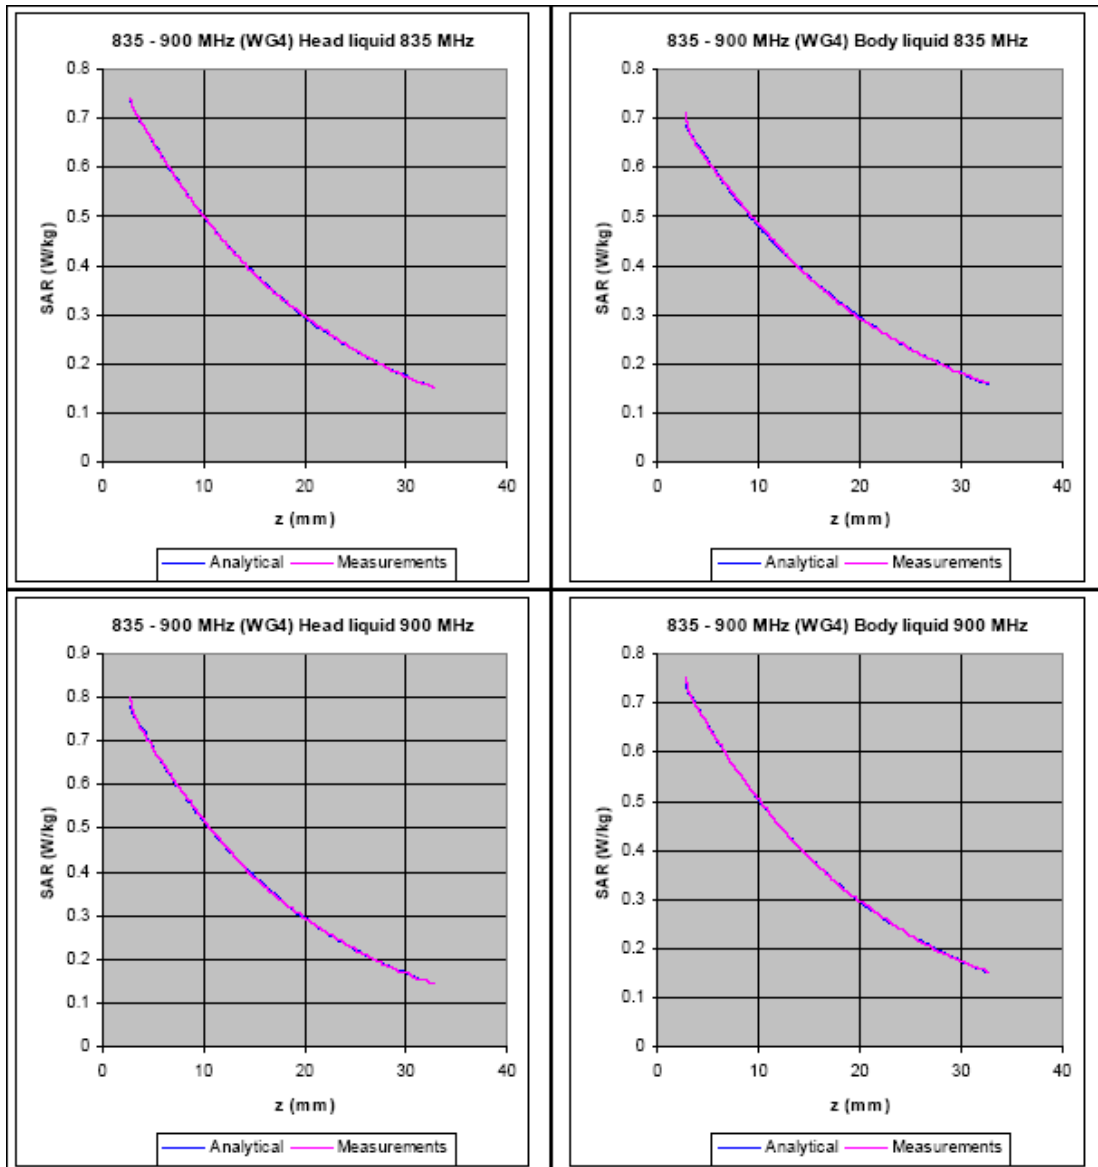 835 - 900 MHz (WG4) Head liquid 835 MHz
0.8
0.7
0.6
0.5
0.4
0.3
0.2
0.1
0
SAR (W/kg)
0 10 20 30 40
z (mm)
Analytical Measurements
835 - 900 MHz (WG4) Body liquid 835 MHz
0.8
0.7
0.6
0.5
0.4
0.3
0.2
0.1
0
SAR (W/kg)
0 10 20 30 40
z (mm)
Analytical Measurements
835 - 900 MHz (WG4) Head liquid 900 MHz
0.9
0.8
0.7
0.6
0.5
0.4
0.3
0.2
0.1
0
SAR (W/kg)
0 10 20 30 40
z (mm)
Analytical Measurements
835 - 900 MHz (WG4) Body liquid 900 MHz
0.8
0.7
0.6
0.5
0.4
0.3
0.2
0.1
0
SAR (W/kg)
0 10 20 30 40
z (mm)
Analytical Measurements